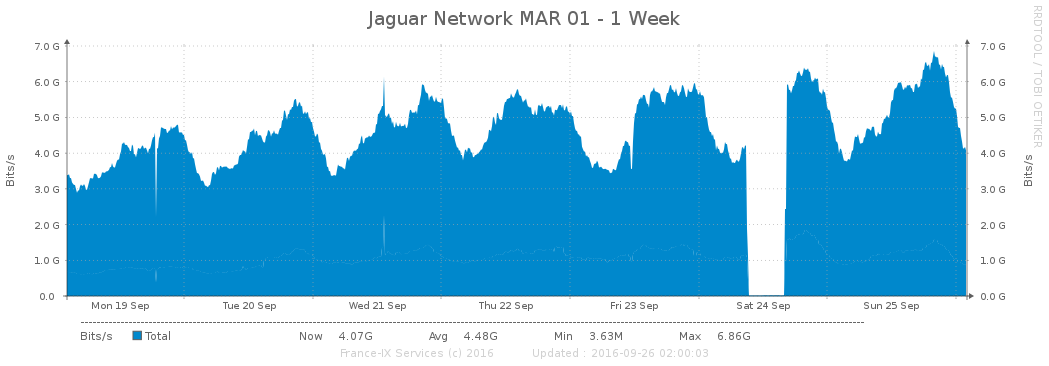 Jaguar Network MAR 01 - 1 Week
RRDTOOL / TOBI OETIKER
Bits/s
7.0 G 7.0 G
6.0 G 6.0 G
5.0 G 5.0 G
4.0 G 4.0 G
3.0 G 3.0 G
2.0 G 2.0 G
1.0 G 1.0 G
0.0 0.0 G
Bits/s
Mon 19 Sep Tue 20 Sep Wed 21 Sep Thu 22 Sep Fri 23 Sep Sat 24 Sep Sun 25 Sep
Bits/s Total Now 4.07G Avg 4.48G Min 3.63M Max 6.86G
France-IX Services (c) 2016 Updated : 2016-09-26 02:00:03